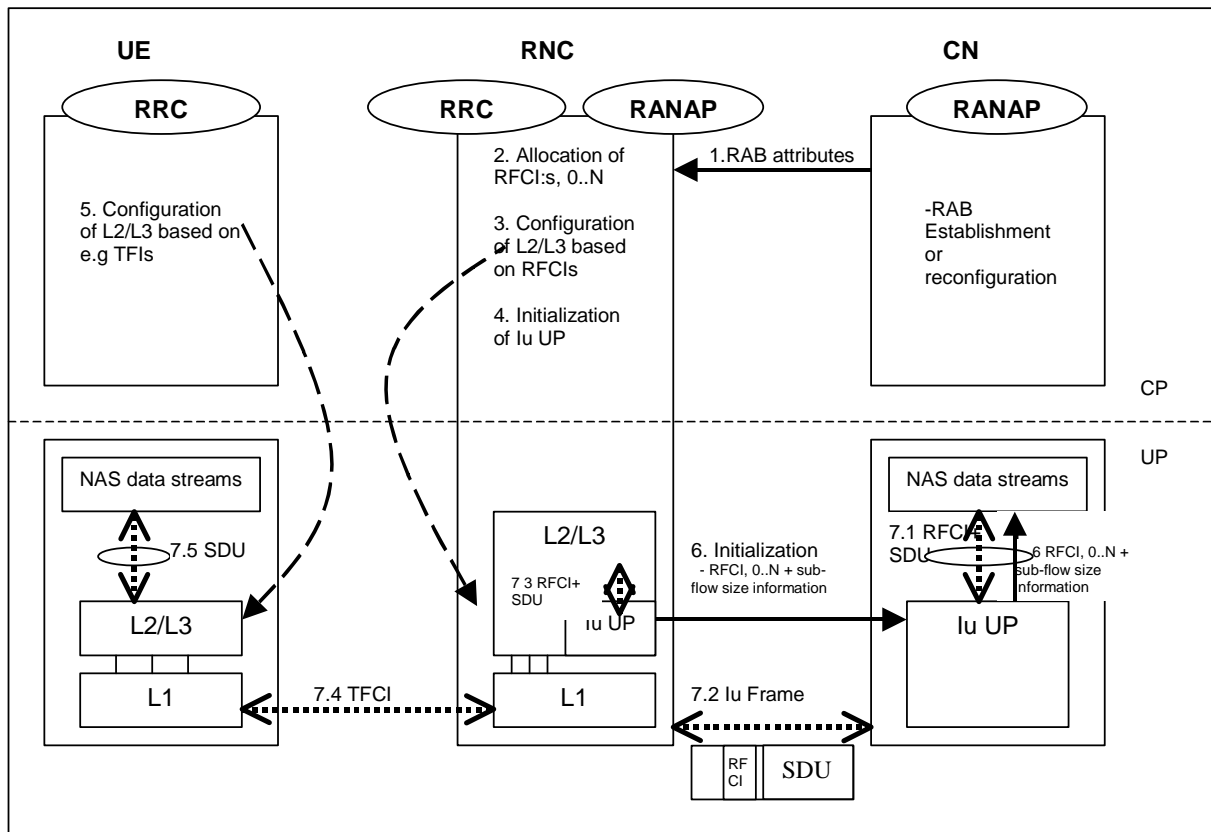 UE
RNC
CN
RRC
RRC
RANAP
RANAP
5. Configuration
of L2/L3 based on
e.g TFIs
2. Allocation of
RFCI:s, 0..N
3. Configuration
of L2/L3 based
on RFCIs
4. Initialization
of Iu UP
1.RAB attributes
-RAB
Establishment
or
reconfiguration
CP
UP
NAS data streams
7.5 SDU
L2/L3
L1
7.4 TFCI
L2/L3
7 3 RFCI+
SDU
Iu UP
L1
6. Initialization
- RFCI, 0..N + sub-
flow size information
7.2 Iu Frame
RF
CI
SDU
NAS data streams
7.1 RFCI+
SDU
6 RFCI, 0..N +
sub-flow size
information
Iu UP